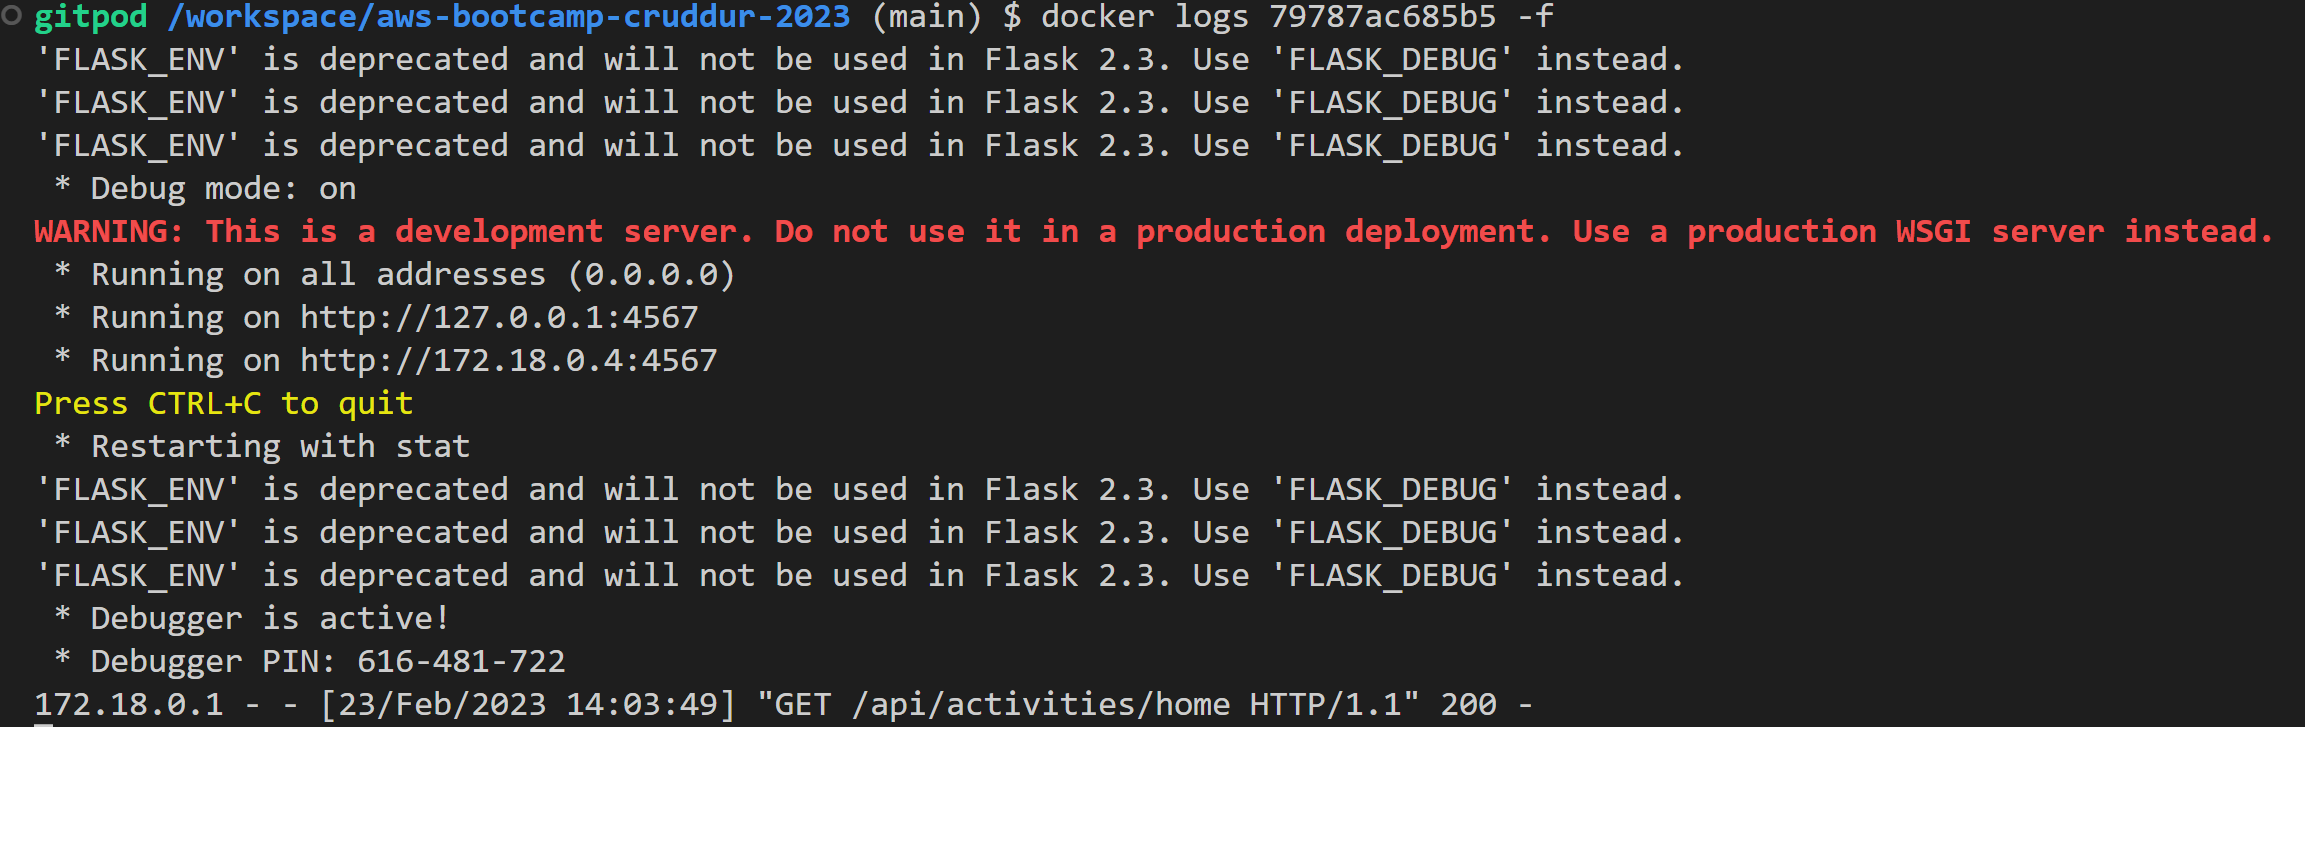 gitpod /workspace/aws-bootcamp-cruddur-2023 (main) $ docker logs 79787ac685b5 -f
'FLASK_ENV' is deprecated and will not be used in Flask 2.3. Use 'FLASK_DEBUG' instead.
'FLASK_ENV' is deprecated and will not be used in Flask 2.3. Use 'FLASK_DEBUG' instead.
'FLASK_ENV' is deprecated and will not be used in Flask 2.3. Use 'FLASK_DEBUG' instead.
 * Debug mode: on
WARNING: This is a development server. Do not use it in a production deployment. Use a production WSGI server instead.
 * Running on all addresses (0.0.0.0)
 * Running on http://127.0.0.1:4567
 * Running on http://172.18.0.4:4567
Press CTRL+C to quit
 * Restarting with stat
'FLASK_ENV' is deprecated and will not be used in Flask 2.3. Use 'FLASK_DEBUG' instead.
'FLASK_ENV' is deprecated and will not be used in Flask 2.3. Use 'FLASK_DEBUG' instead.
'FLASK_ENV' is deprecated and will not be used in Flask 2.3. Use 'FLASK_DEBUG' instead.
 * Debugger is active!
 * Debugger PIN: 616-481-722
172.18.0.1 - - [23/Feb/2023 14:03:49] "GET /api/activities/home HTTP/1.1" 200 -